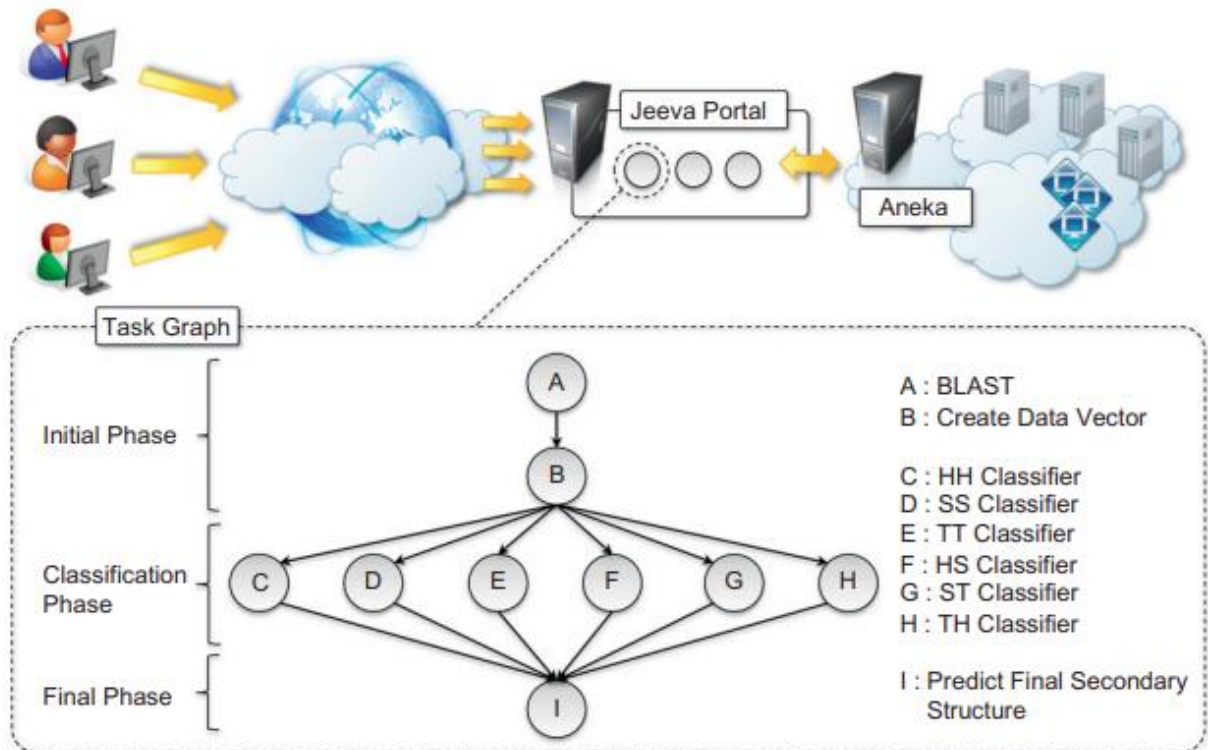 Jeeva Portal
Aneka
Task Graph
Initial Phase
Classification
Phase
Final Phase
A
B
C
D
E
F
G
H
I
A : BLAST
B : Create Data Vector
C : HH Classifier
D : SS Classifier
E : TT Classifier
F : HS Classifier
G : ST Classifier
H : TH Classifier
I : Predict Final Secondary
Structure